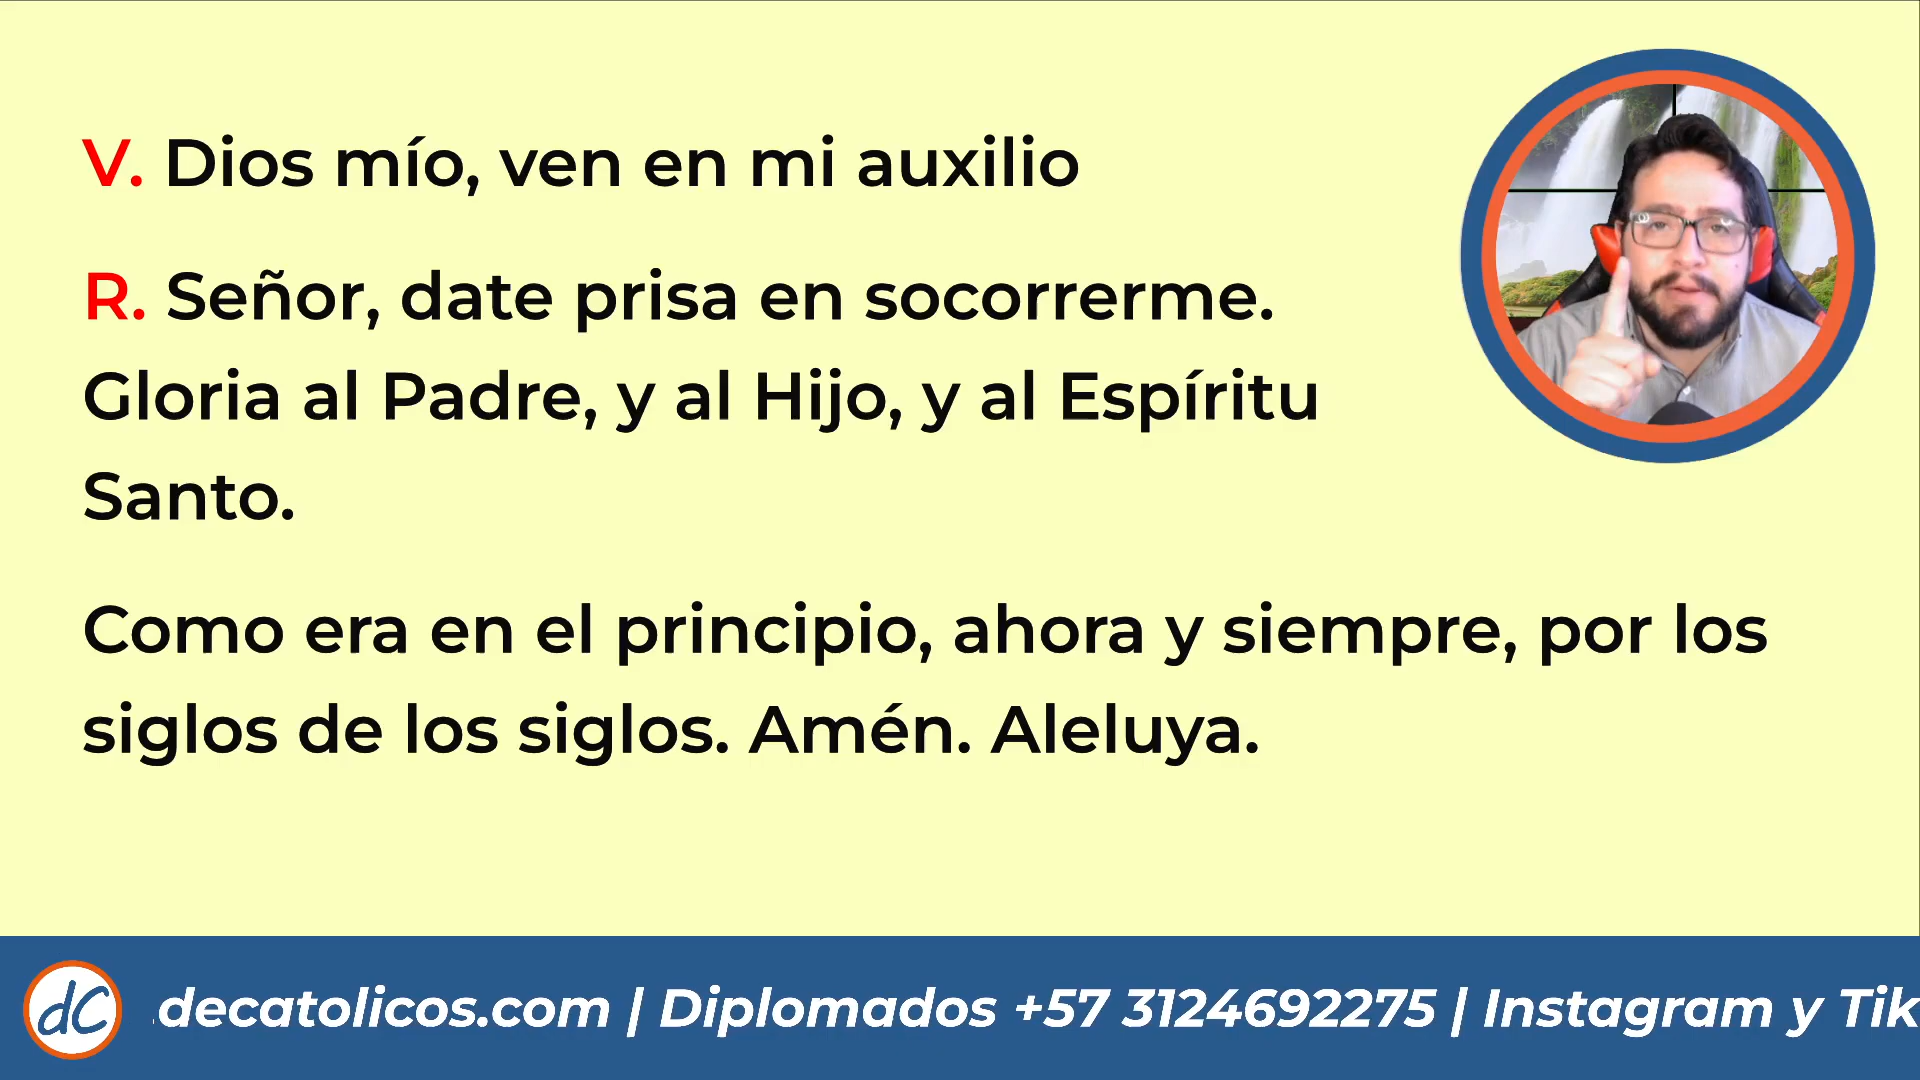 V. Dios mío, ven en mi auxilio
R. Señor, date prisa en socorrerme.
Gloria al Padre, y al Hijo, y al Espíritu
Santo.
Como era en el principio, ahora y siempre, por los
siglos de los siglos. Amén. Aleluya.
dC .decatolicos.com | Diplomados +57 3124692275 | Instagram y Tik